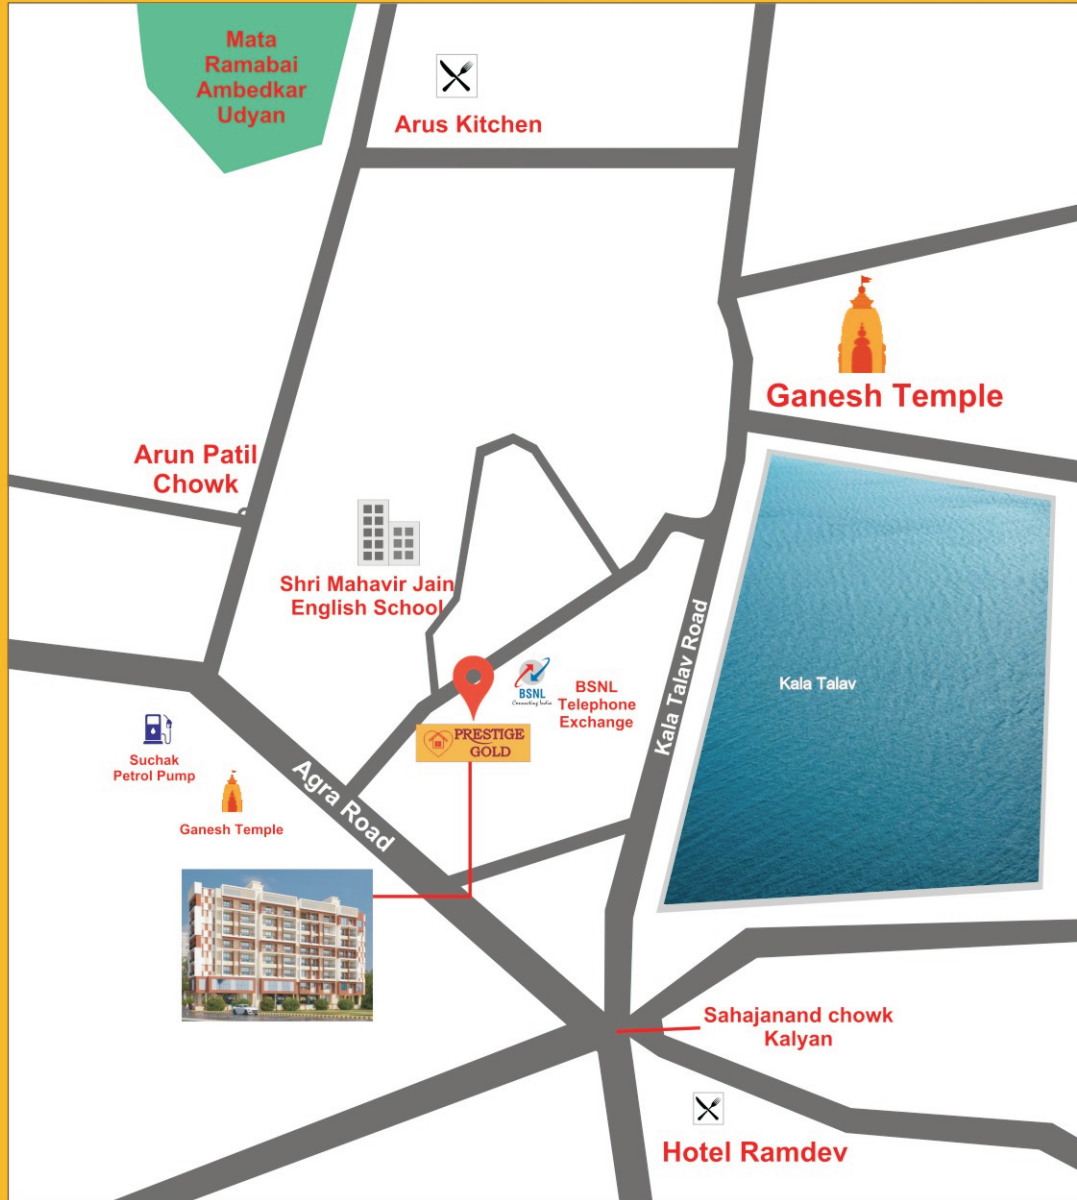 Mata
Ramabai
Ambedkar
Udyan
Arus Kitchen
Ganesh Temple
Arun Patil
Chowk
Shri Mahavir Jain
English School
BSNL
Connecting India
BSNL
Telephone
Exchange
Kala Talav Road
Kala Talav
PRESTIGE
GOLD
Suchak
Petrol Pump
Agra Road
Ganesh Temple
Sahajanand chowk
Kalyan
Hotel Ramdev